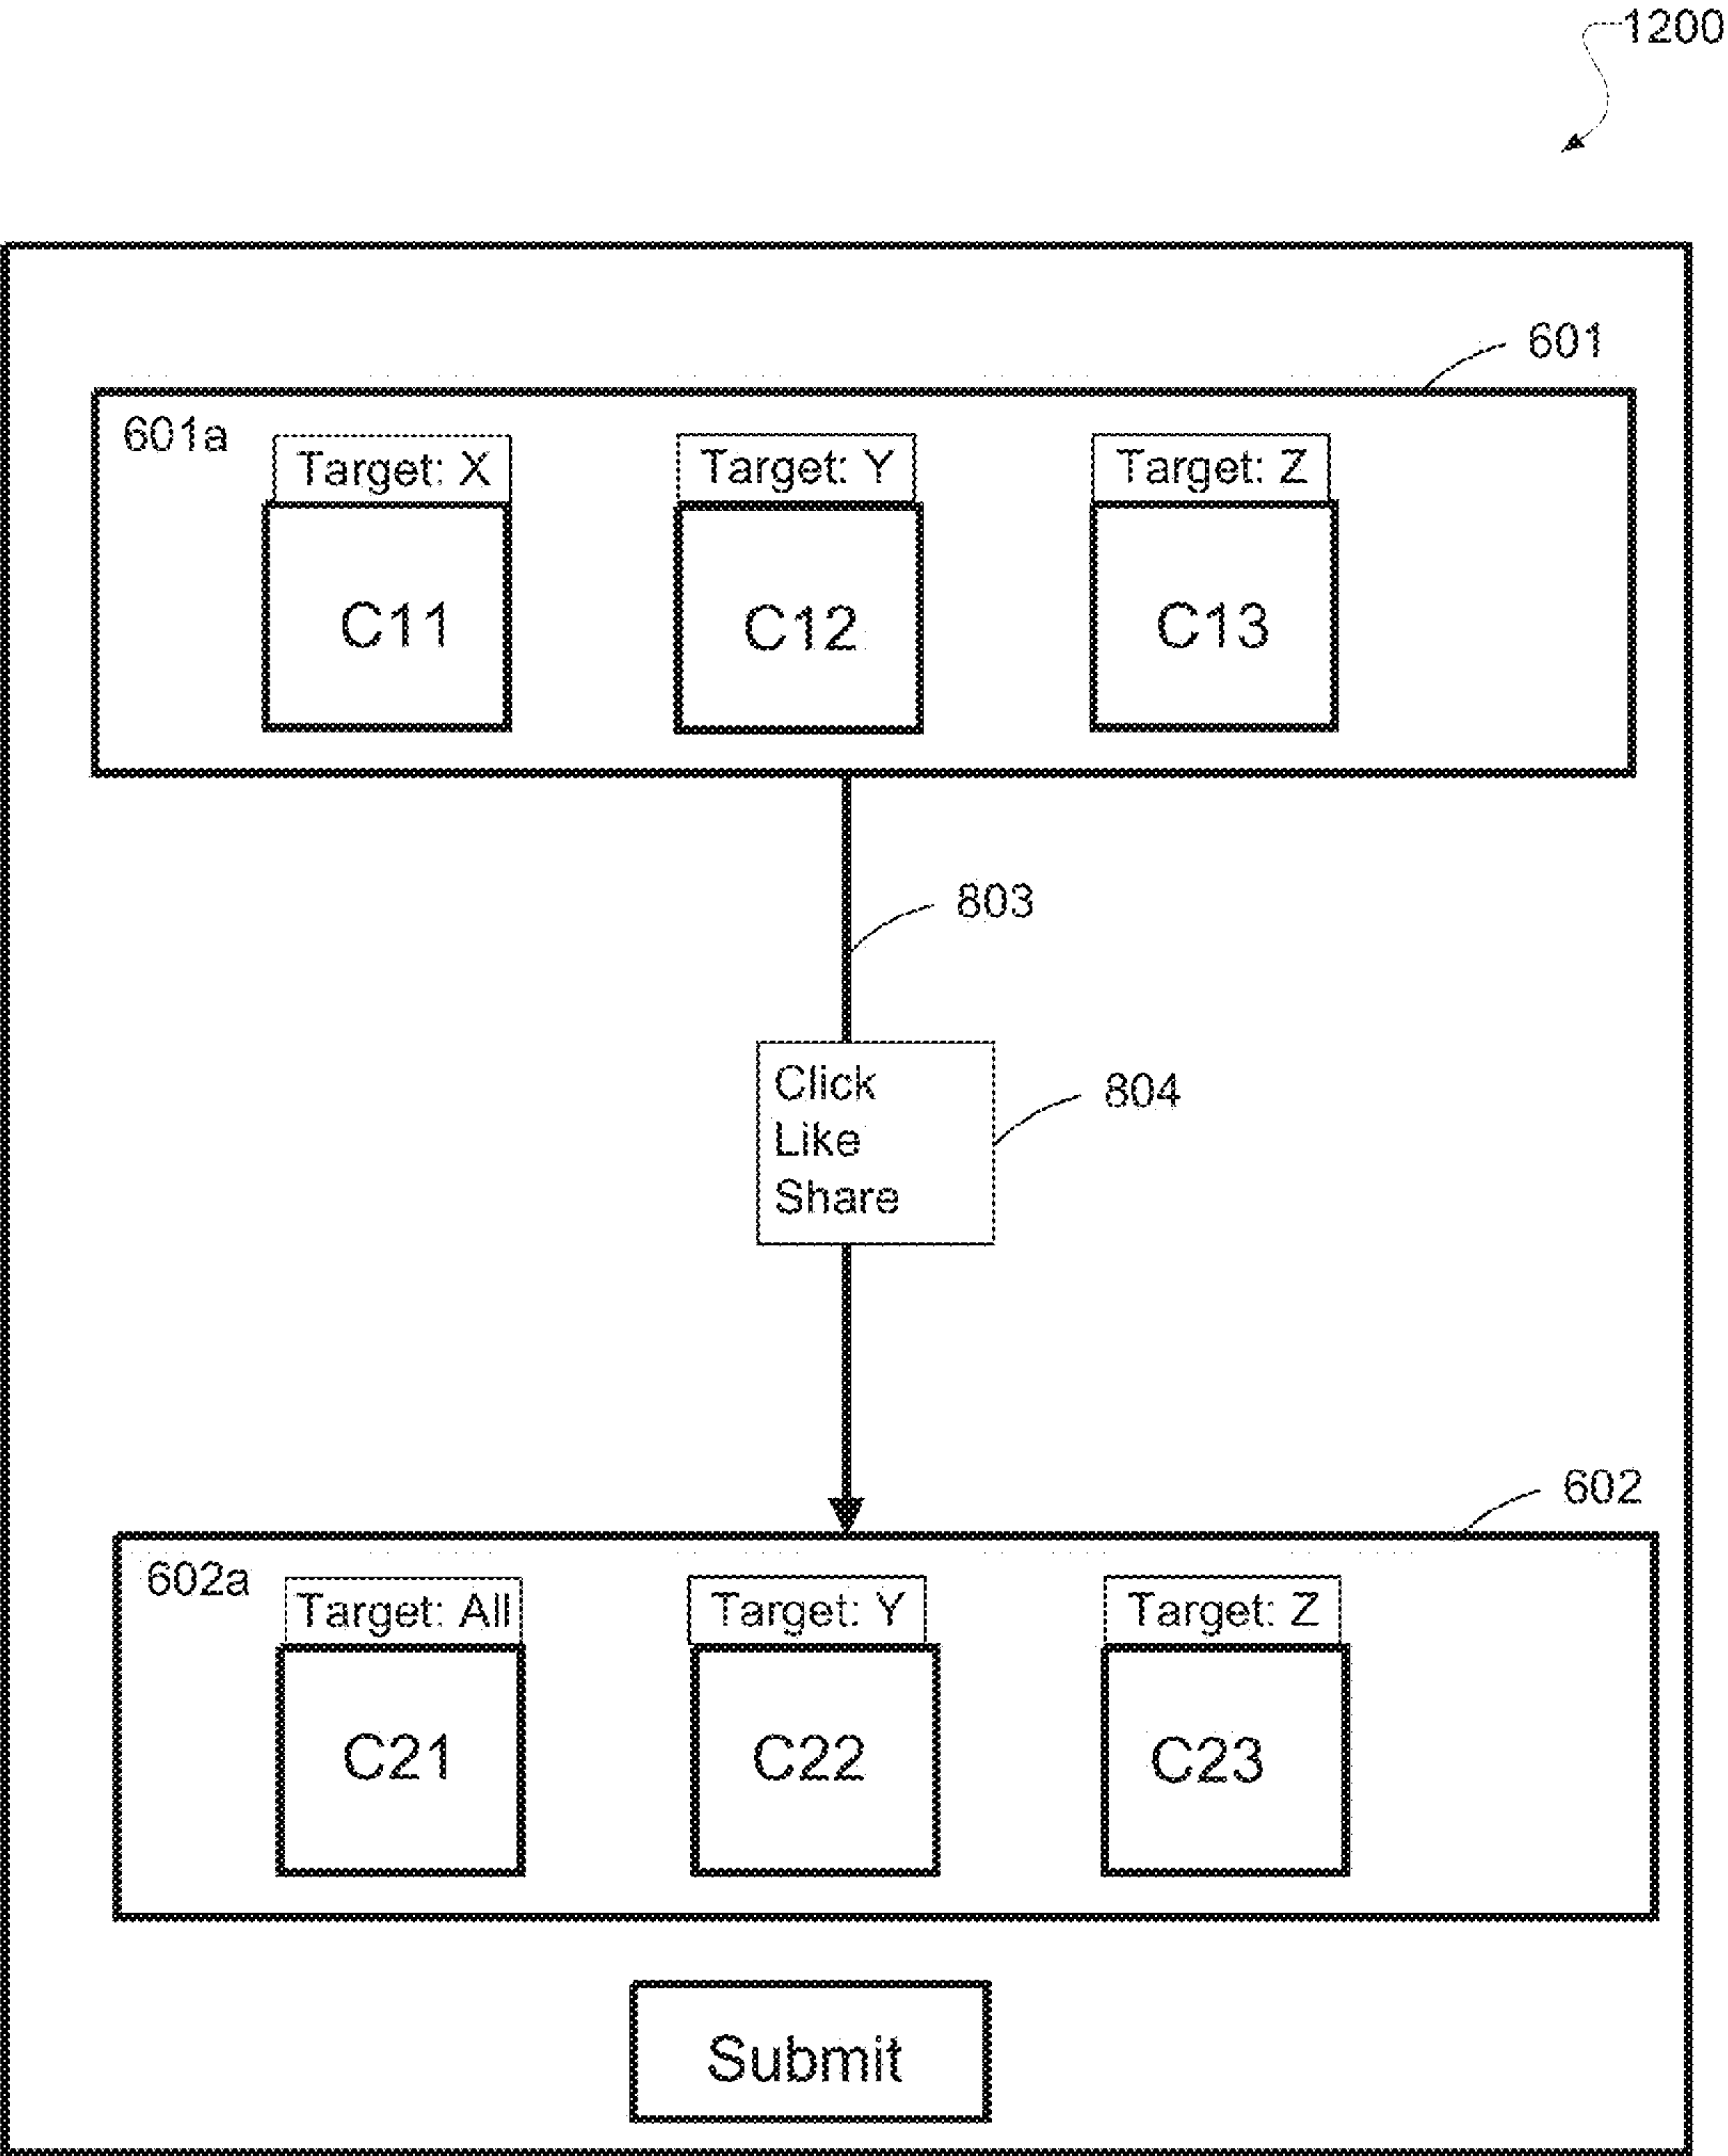 1200
601
601a
Target: X
Target: Y
Target: Z
C11
C12
C13
803
Click
Like
Share
804
602
602a
Target: All
Target: Y
Target: Z
C21
C22
C23
Submit